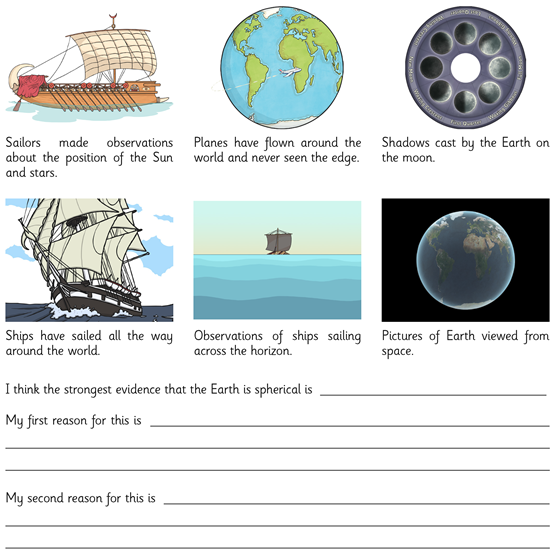 Sailors made observations
about the position of the Sun
and stars.
Planes have flown around the
world and never seen the edge.
Shadows cast by the Earth on
the moon.
Ships have sailed all the way
around the world.
Observations of ships sailing
across the horizon.
Pictures of Earth viewed from
space.
I think the strongest evidence that the Earth is spherical is
My first reason for this is
My second reason for this is